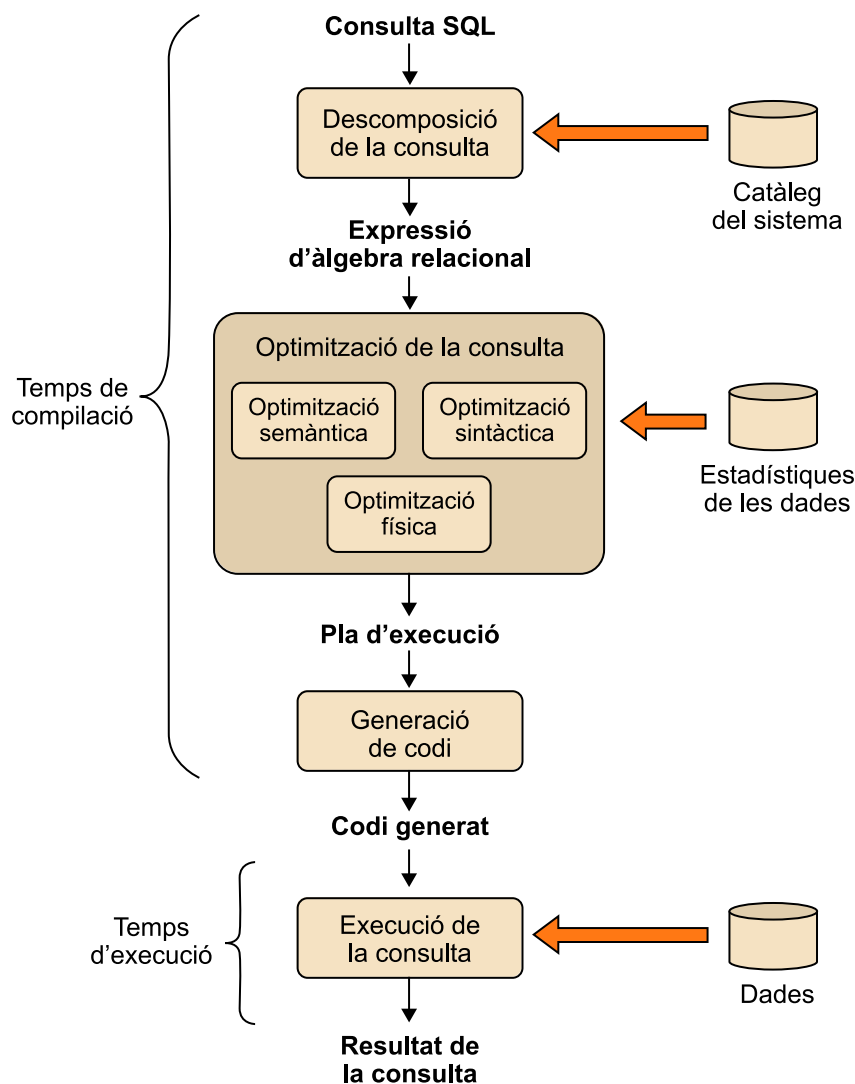 Consulta SQL
Descomposició
de la consulta
Catàleg
del sistema
Expressió
d’àlgebra relacional
Optimització de la consulta
Optimització
semàntica
Optimització
sintàctica
Optimització
física
Temps de
compilació
Estadístiques
de les dades
Pla d’execució
Generació
de codi
Codi generat
Temps
d’execució
Execució de
la consulta
Dades
Resultat de
la consulta